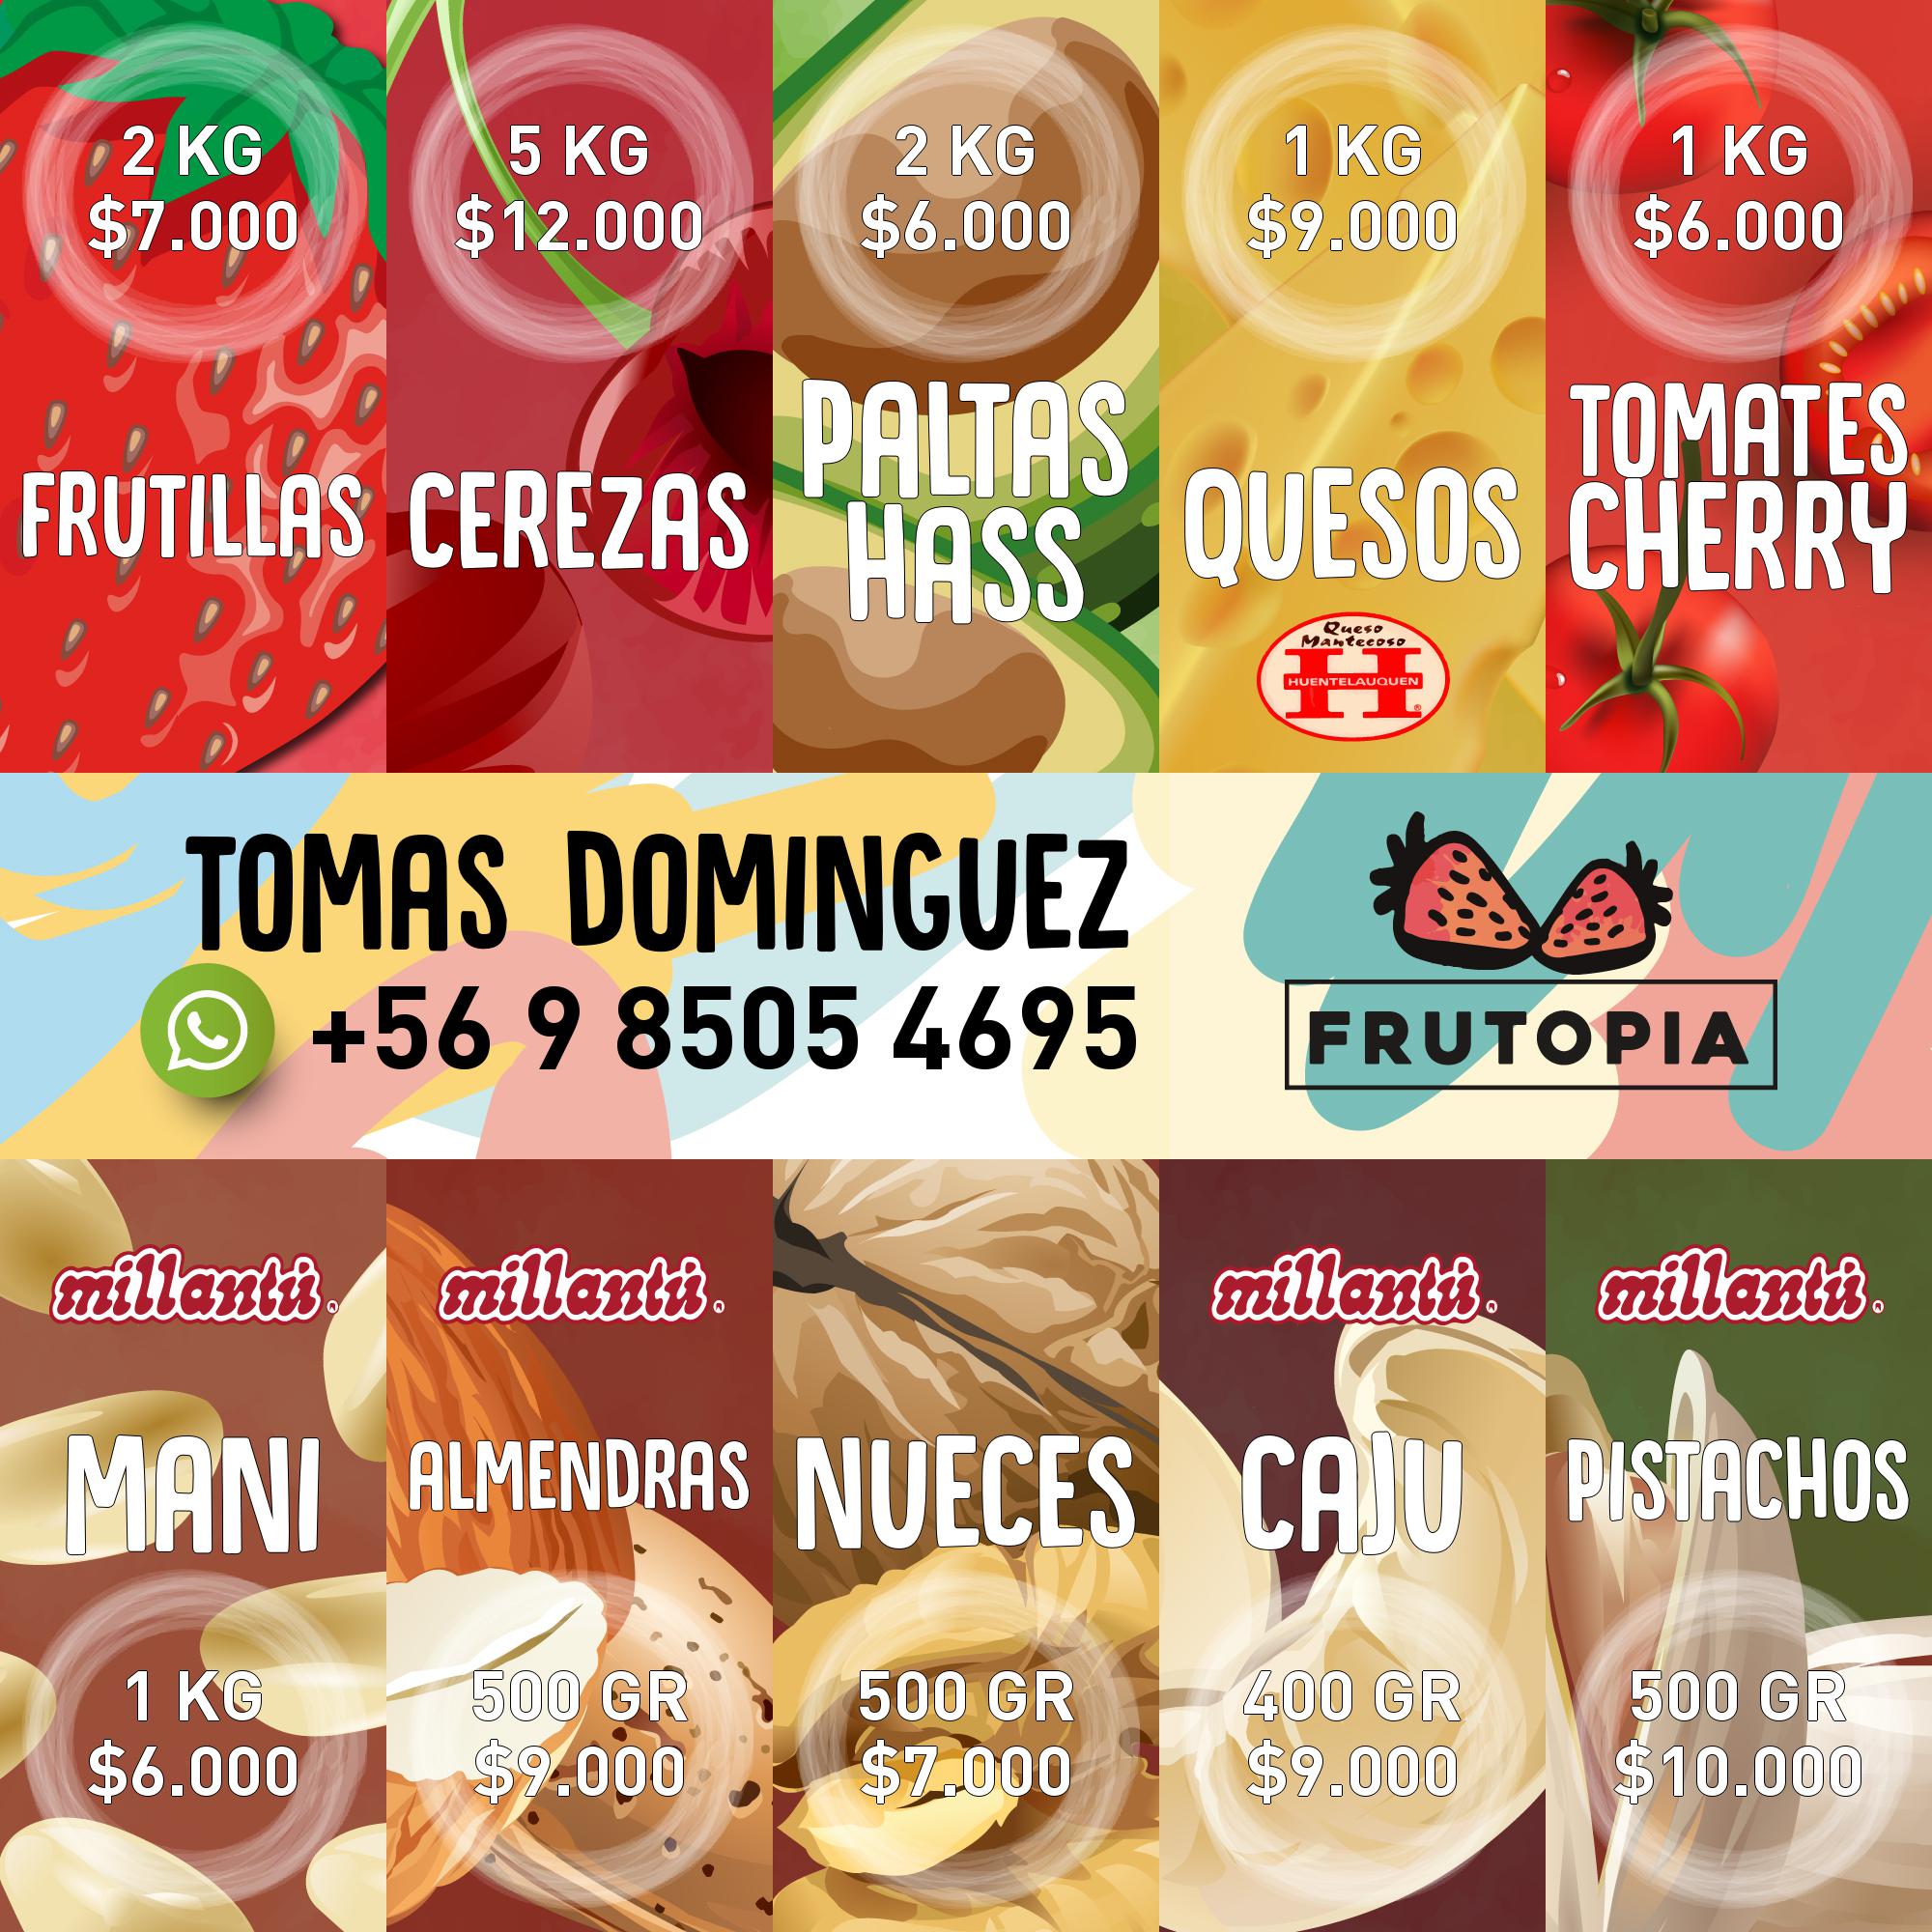 2 KG
$7.000
FRUTILLAS
5 KG
$12.000
CEREZAS
2 KG
$6.000
PALTAS
HASS
1 KG
$9.000
QUESOS
Queso
Mantecoso
H
HUENTELAUQUEN
®
1 KG
$6.000
TOMATES
CHERRY
TOMAS DOMINGUEZ
+56 9 8505 4695
FRUTOPIA
millantú®
MANI
1 KG
$6.000
millantú®
ALMENDRAS
500 GR
$9.000
NUECES
500 GR
$7.000
millantú®
CAJU
400 GR
$9.000
millantú®
PISTACHOS
500 GR
$10.000